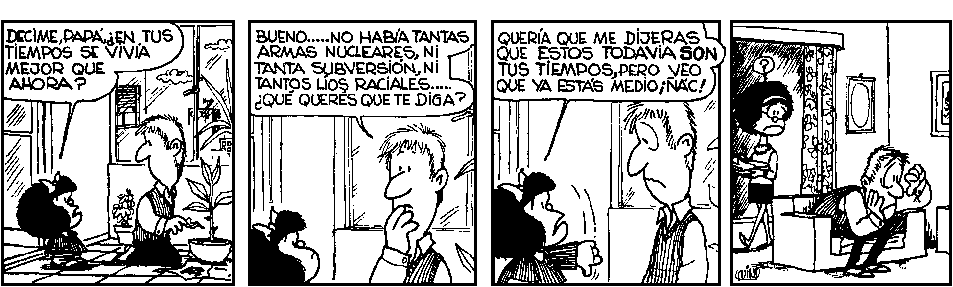 DECIME, PAPÁ, ¿EN TUS
TIEMPOS SE VIVÍA
MEJOR QUE
AHORA?
BUENO.....NO HABÍA TANTAS
ARMAS NUCLEARES, NI
TANTA SUBVERSIÓN, NI
TANTOS LÍOS RACIALES.....
¿QUÉ QUERÉS QUE TE DIGA?
QUERÍA QUE ME DIJERAS
QUE ESTOS TODAVÍA SON
TUS TIEMPOS, PERO VEO
QUE YA ESTÁS MEDIO ¡ÑÁC!
?
QUINO